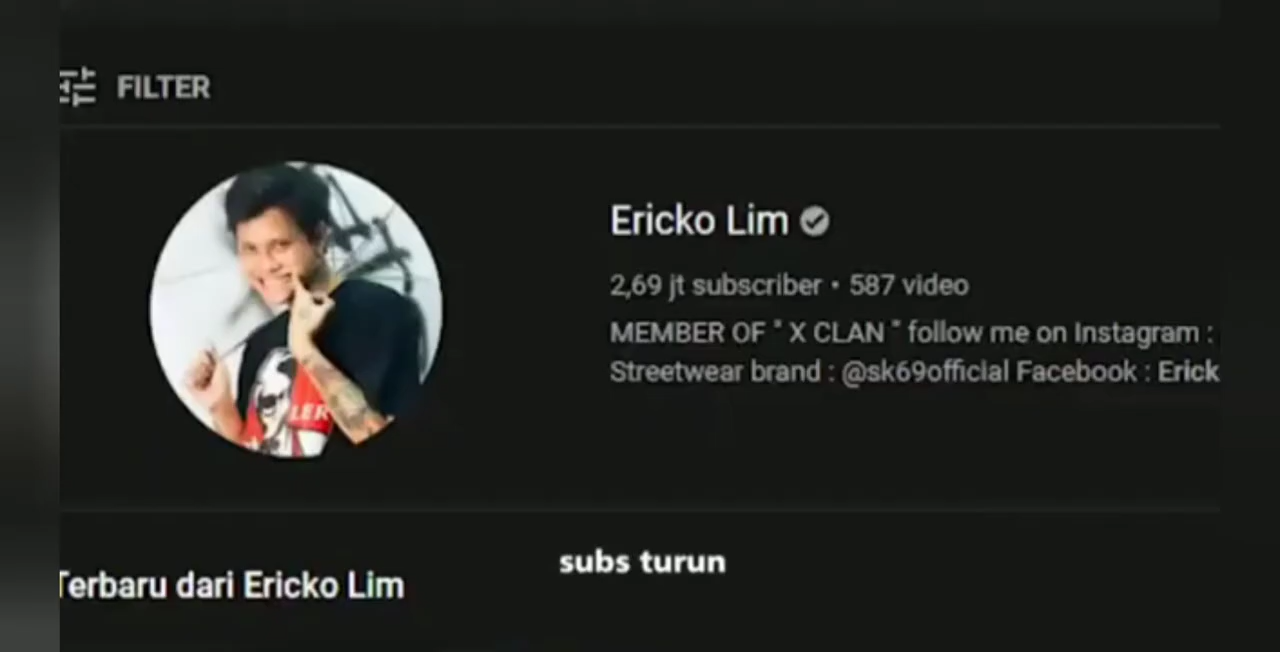 FILTER
Ericko Lim
2,69 jt subscriber • 587 video
MEMBER OF " X CLAN " follow me on Instagram :
Streetwear brand : @sk69official Facebook : Erick
LER
subs turun
Terbaru dari Ericko Lim